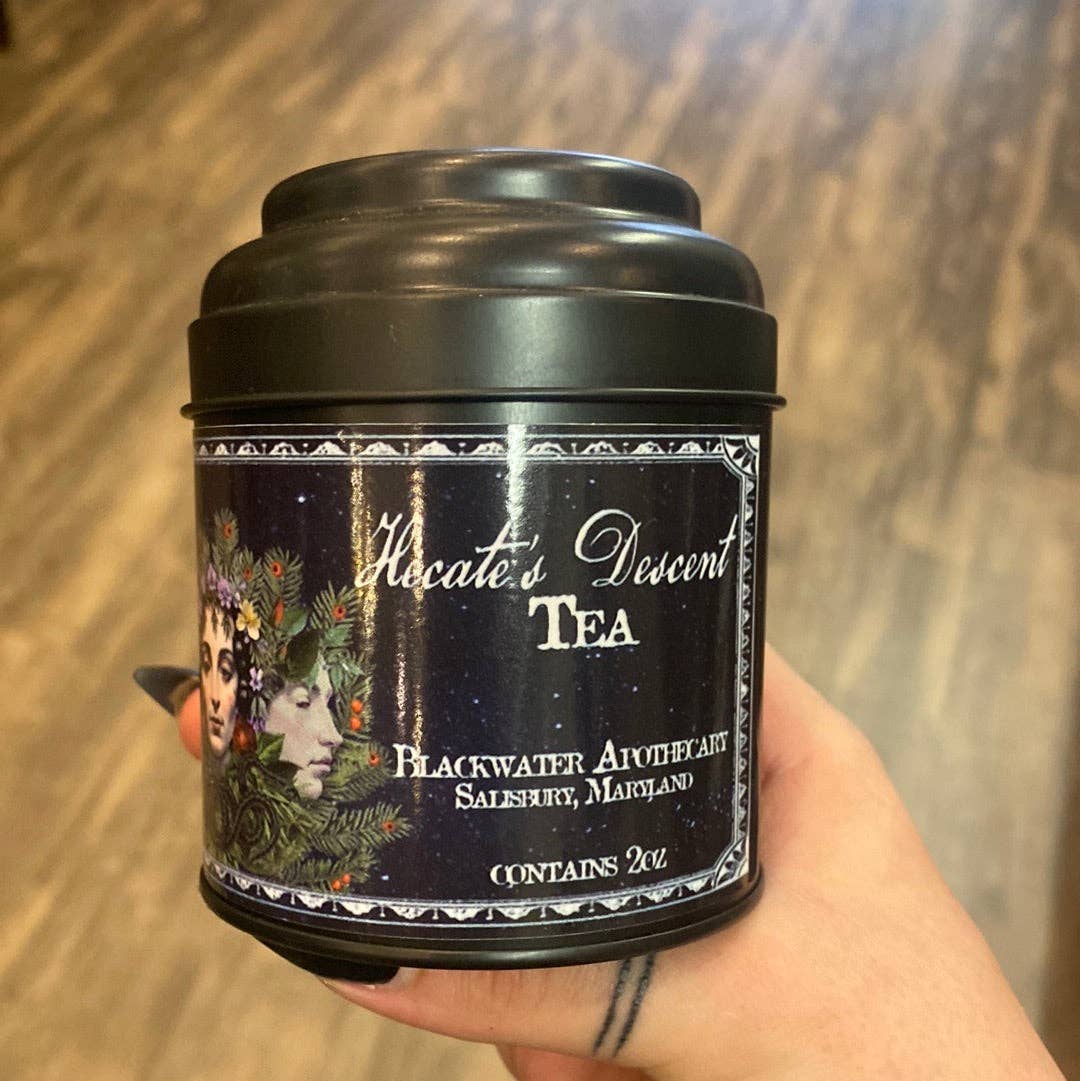 Hecate's Descent
TEA
BLACKWATER APOTHECARY
SALISBURY, MARYLAND
CONTAINS 2OZ